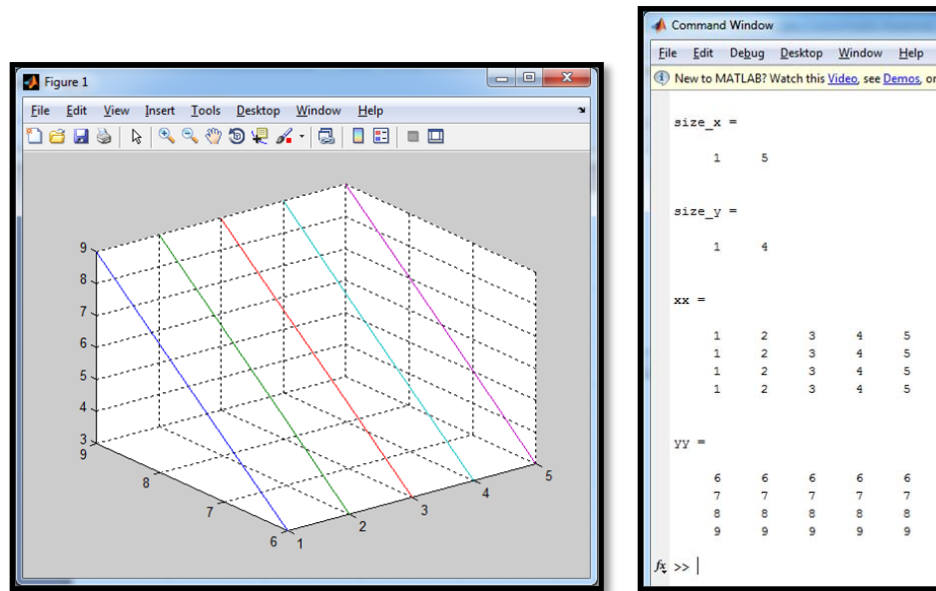 Figure 1
File Edit View Insert Tools Desktop Window Help
9
8
7
6
5
4
3
9
8
7
6
1
2
3
4
5
Command Window
File Edit Debug Desktop Window Help
New to MATLAB? Watch this Video, see Demos, or
size_x =
1 5
size_y =
1 4
xx =
1 2 3 4 5
1 2 3 4 5
1 2 3 4 5
1 2 3 4 5
yy =
6 6 6 6 6
7 7 7 7 7
8 8 8 8 8
9 9 9 9 9
fx >>